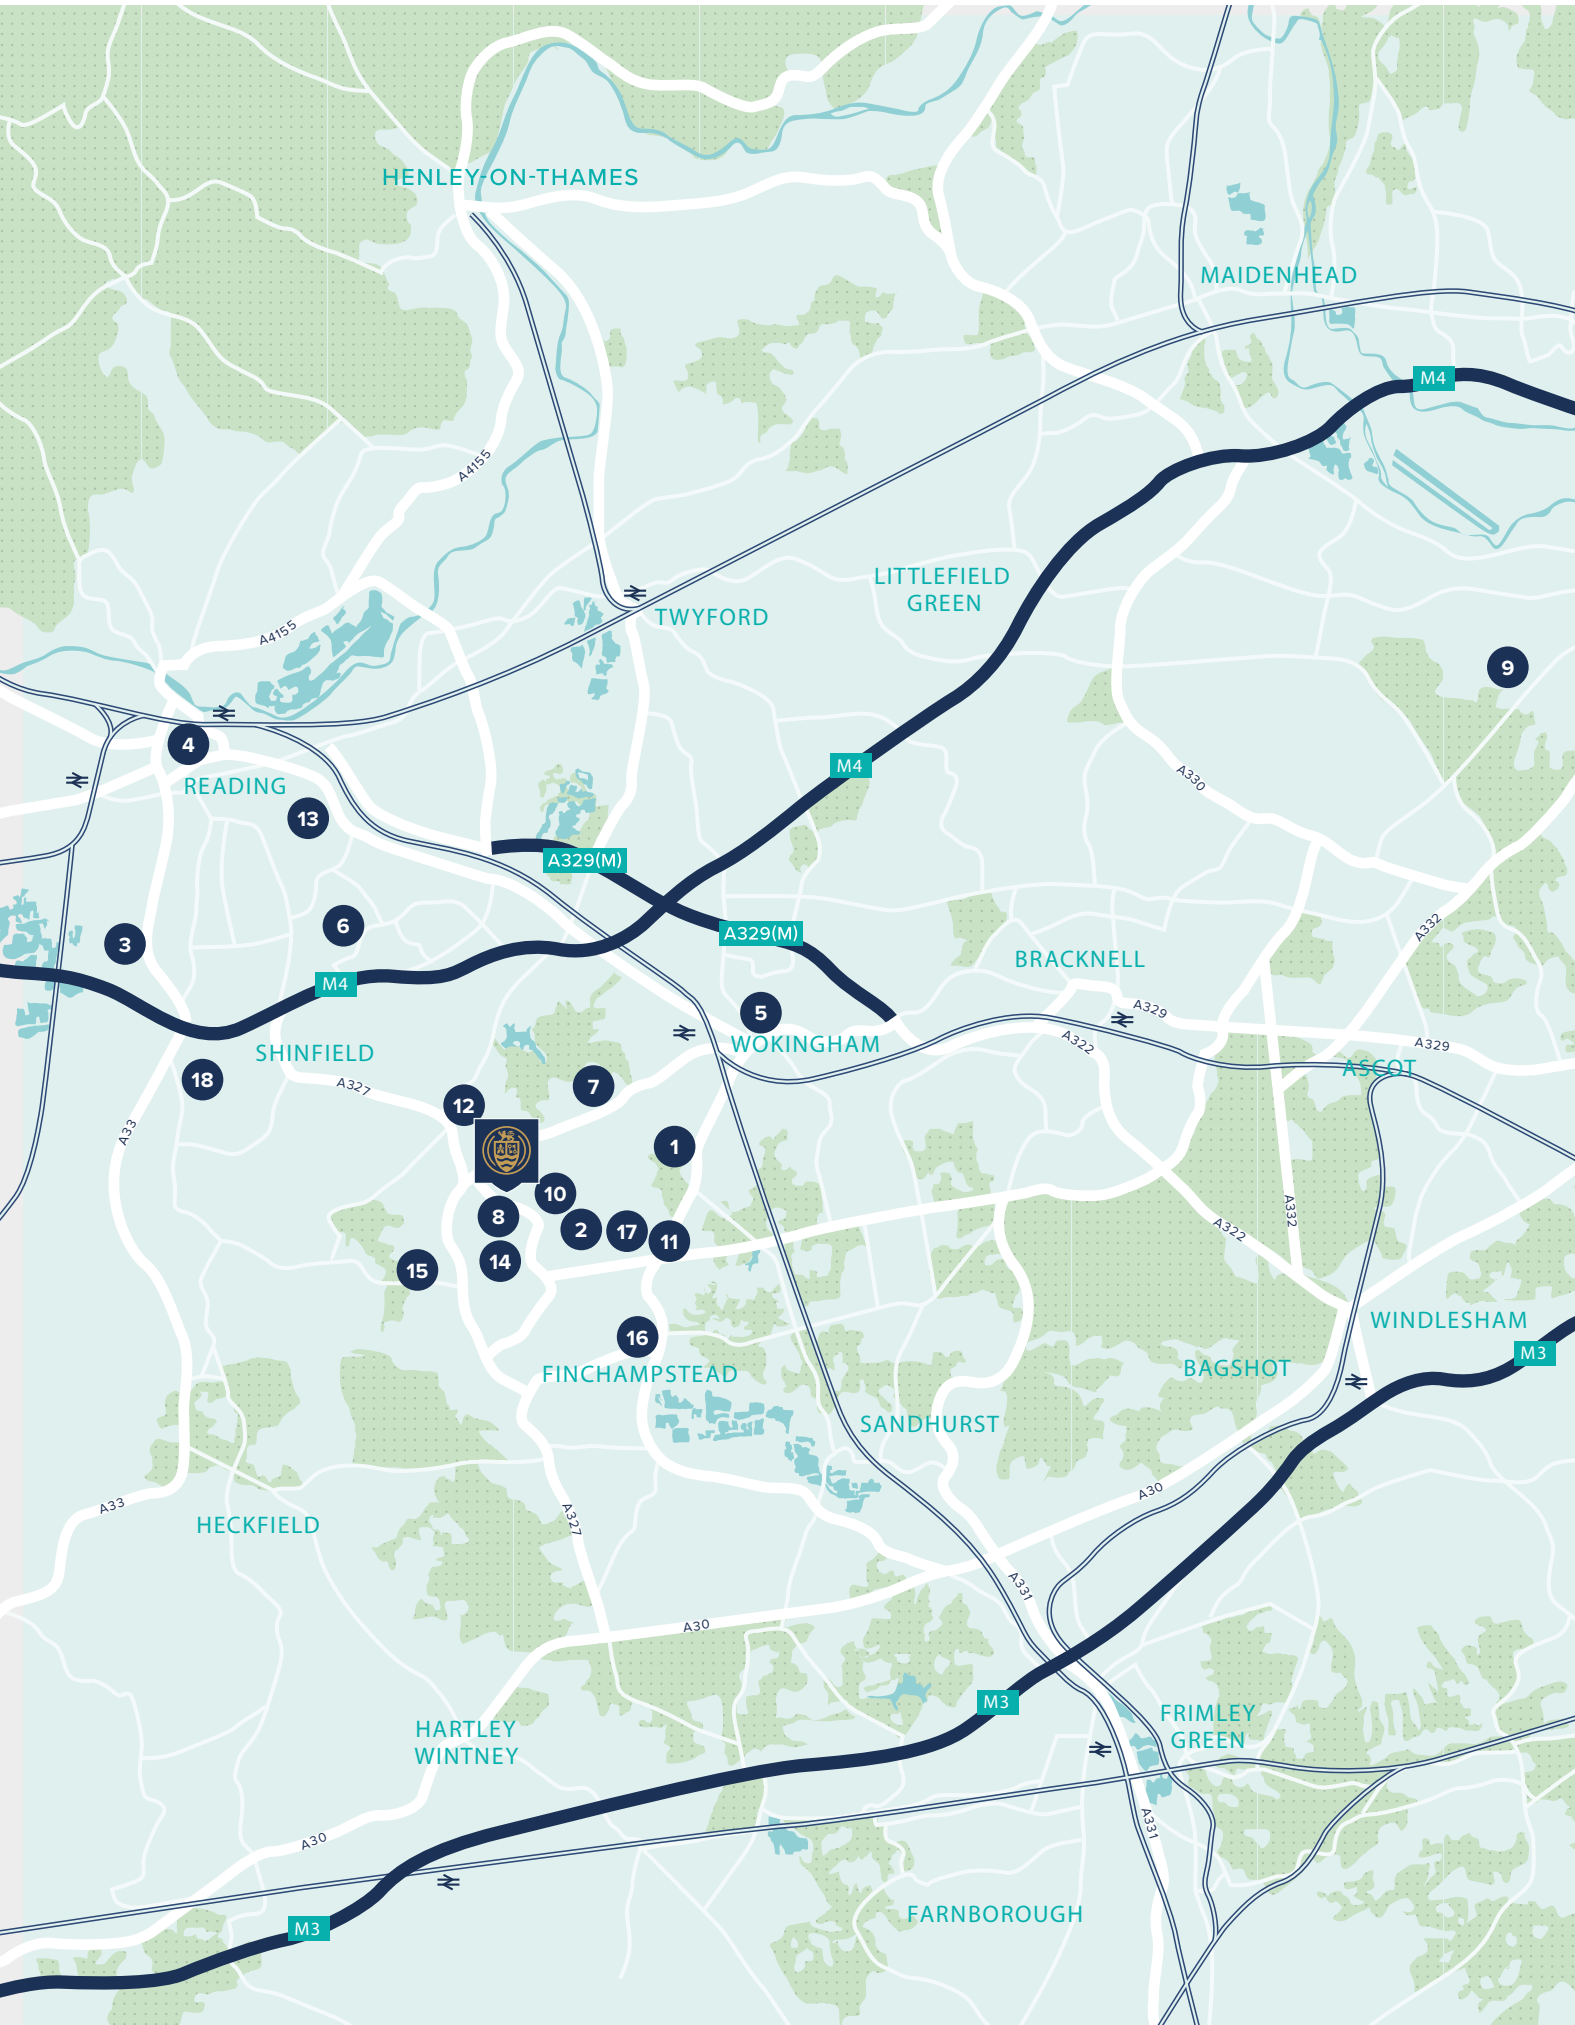 HENLEY-ON-THAMES
MAIDENHEAD
M4
A4155
LITTLEFIELD
GREEN
TWYFORD
A4155
9
4
READING
M4
A330
13
A329(M)
6
3
A329(M)
A332
BRACKNELL
M4
5
A329
WOKINGHAM
A322
A329
SHINFIELD
ASCOT
18
A327
7
12
A33
1
10
8
2
17
11
A332
A322
14
15
16
WINDLESHAM
M3
FINCHAMPSTEAD
BAGSHOT
SANDHURST
A30
A33
HECKFIELD
A327
A331
A30
M3
FRIMLEY
GREEN
HARTLEY
WINTNEY
A331
A30
FARNBOROUGH
M3